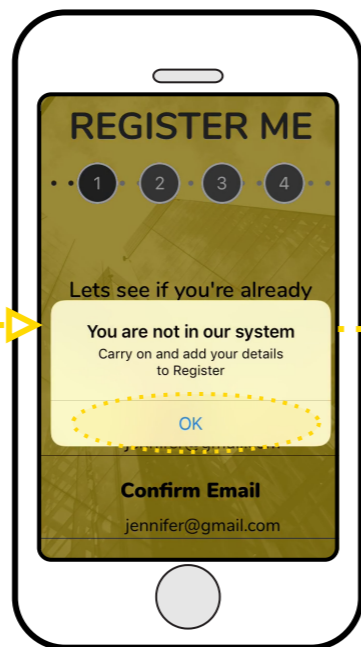 REGISTER ME
1 2 3 4
Lets see if you're already
You are not in our system
Carry on and add your details
to Register
OK
Confirm Email
jennifer@gmail.com